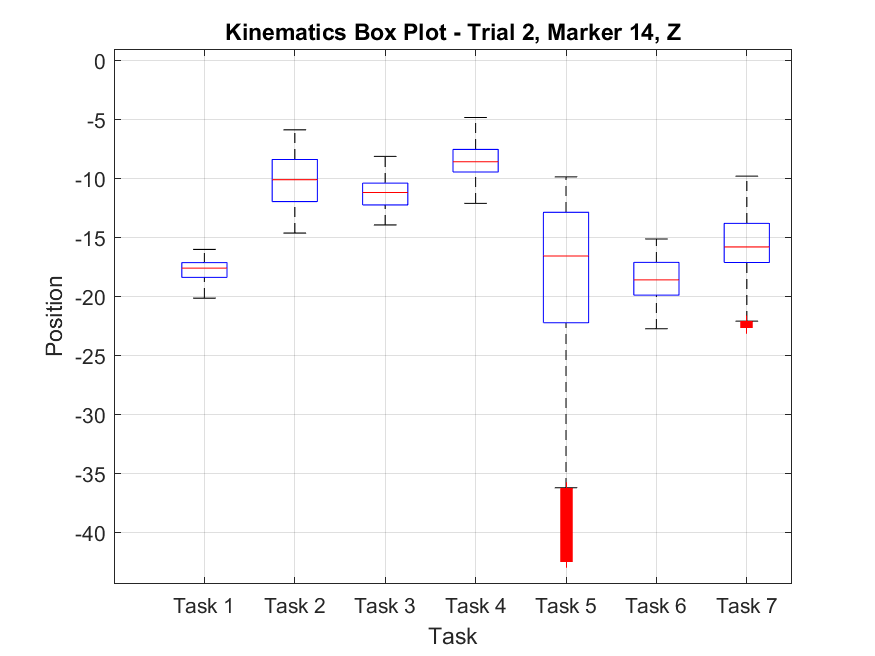 Kinematics Box Plot - Trial 2, Marker 14, Z
0
-5
-10
-15
-20
-25
-30
-35
-40
Position
Task 1 Task 2 Task 3 Task 4 Task 5 Task 6 Task 7
Task